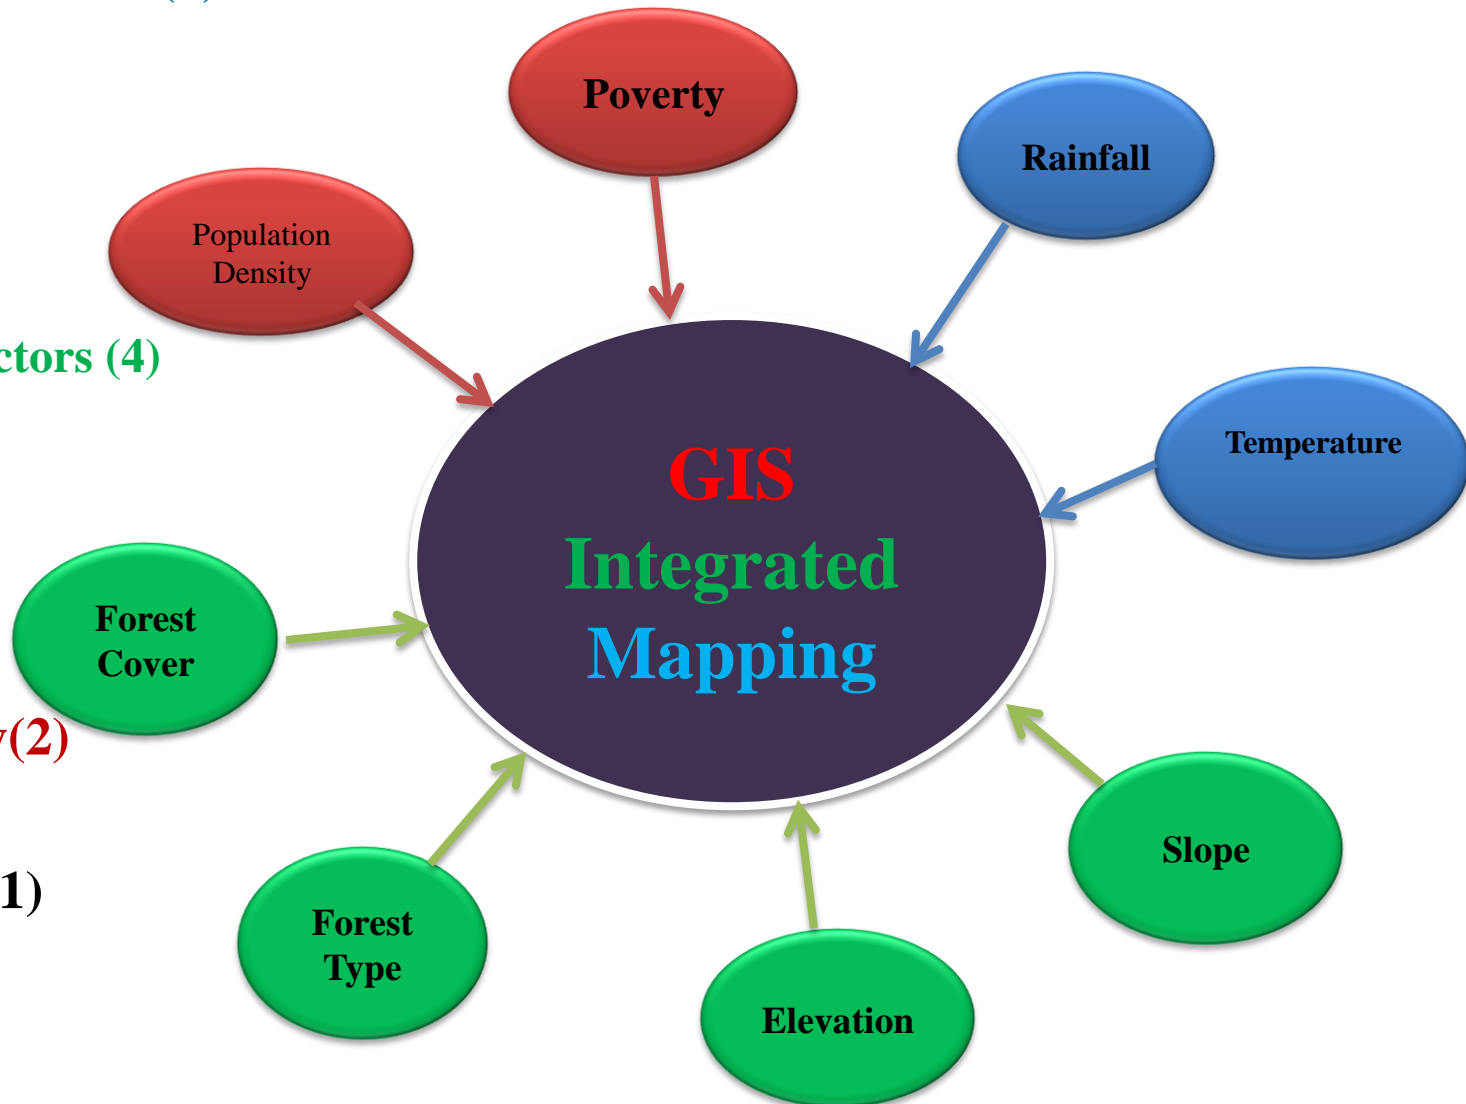 Poverty
Rainfall
Population
Density
ctors (4)
Temperature
GIS
Integrated
Mapping
Forest
Cover
(2)
Slope
1)
Forest
Type
Elevation